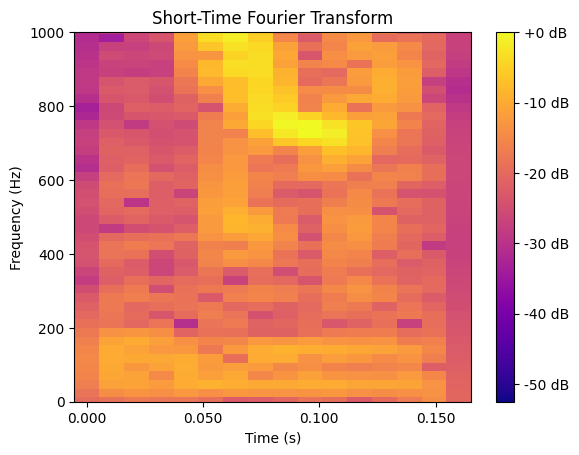 Short-Time Fourier Transform
1000
800
600
400
200
0
Frequency (Hz)
0.000
0.050
0.100
0.150
Time (s)
+0 dB
-10 dB
-20 dB
-30 dB
-40 dB
-50 dB